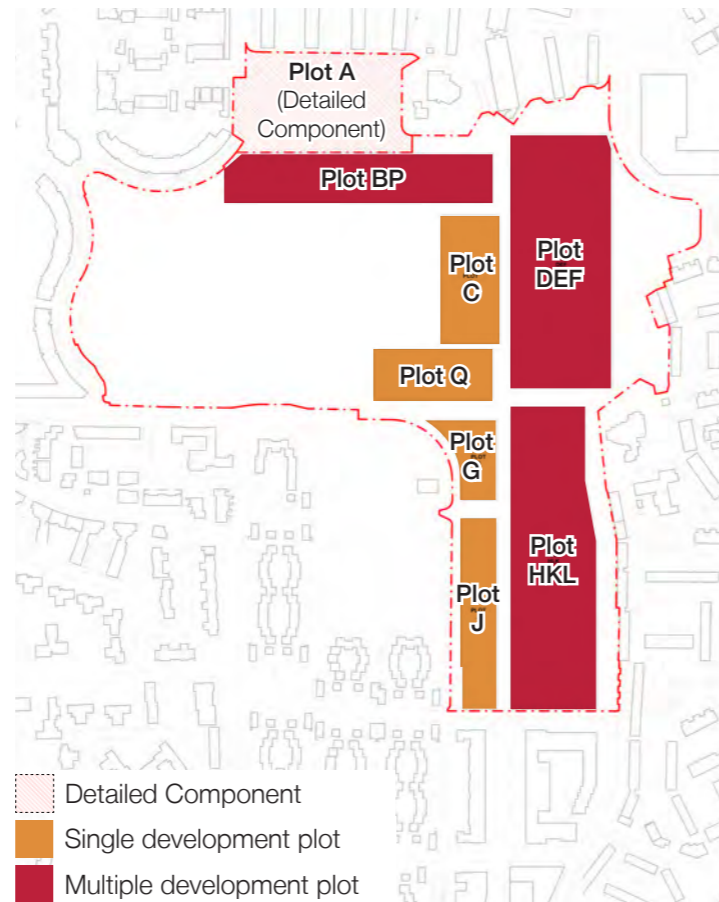 Plot A
(Detailed
Component)
Plot BP
Plot
DEF
Plot
C
Plot Q
Plot
G
Plot
HKL
Plot
J
Detailed Component
Single development plot
Multiple development plot